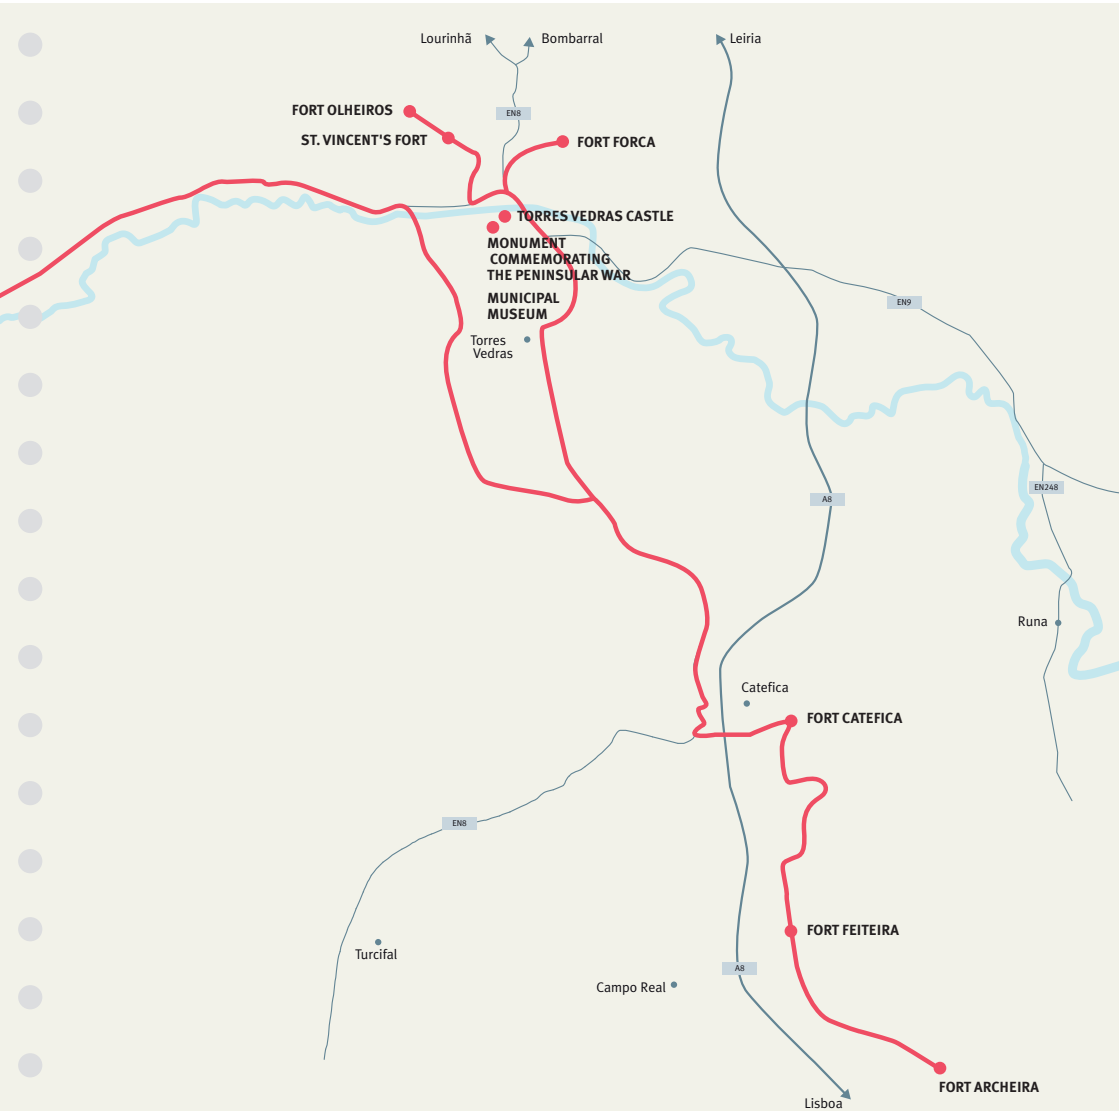 Lourinhã
Bombarral
Leiria
FORT OLHEIROS
EN8
ST. VINCENT'S FORT
FORT FORCA
TORRES VEDRAS CASTLE
MONUMENT
COMMEMORATING
THE PENINSULAR WAR
MUNICIPAL
MUSEUM
EN9
Torres
Vedras
EN248
A8
Runa
Catefica
FORT CATEFICA
EN8
FORT FEITEIRA
Turcifal
A8
Campo Real
FORT ARCHEIRA
Lisboa